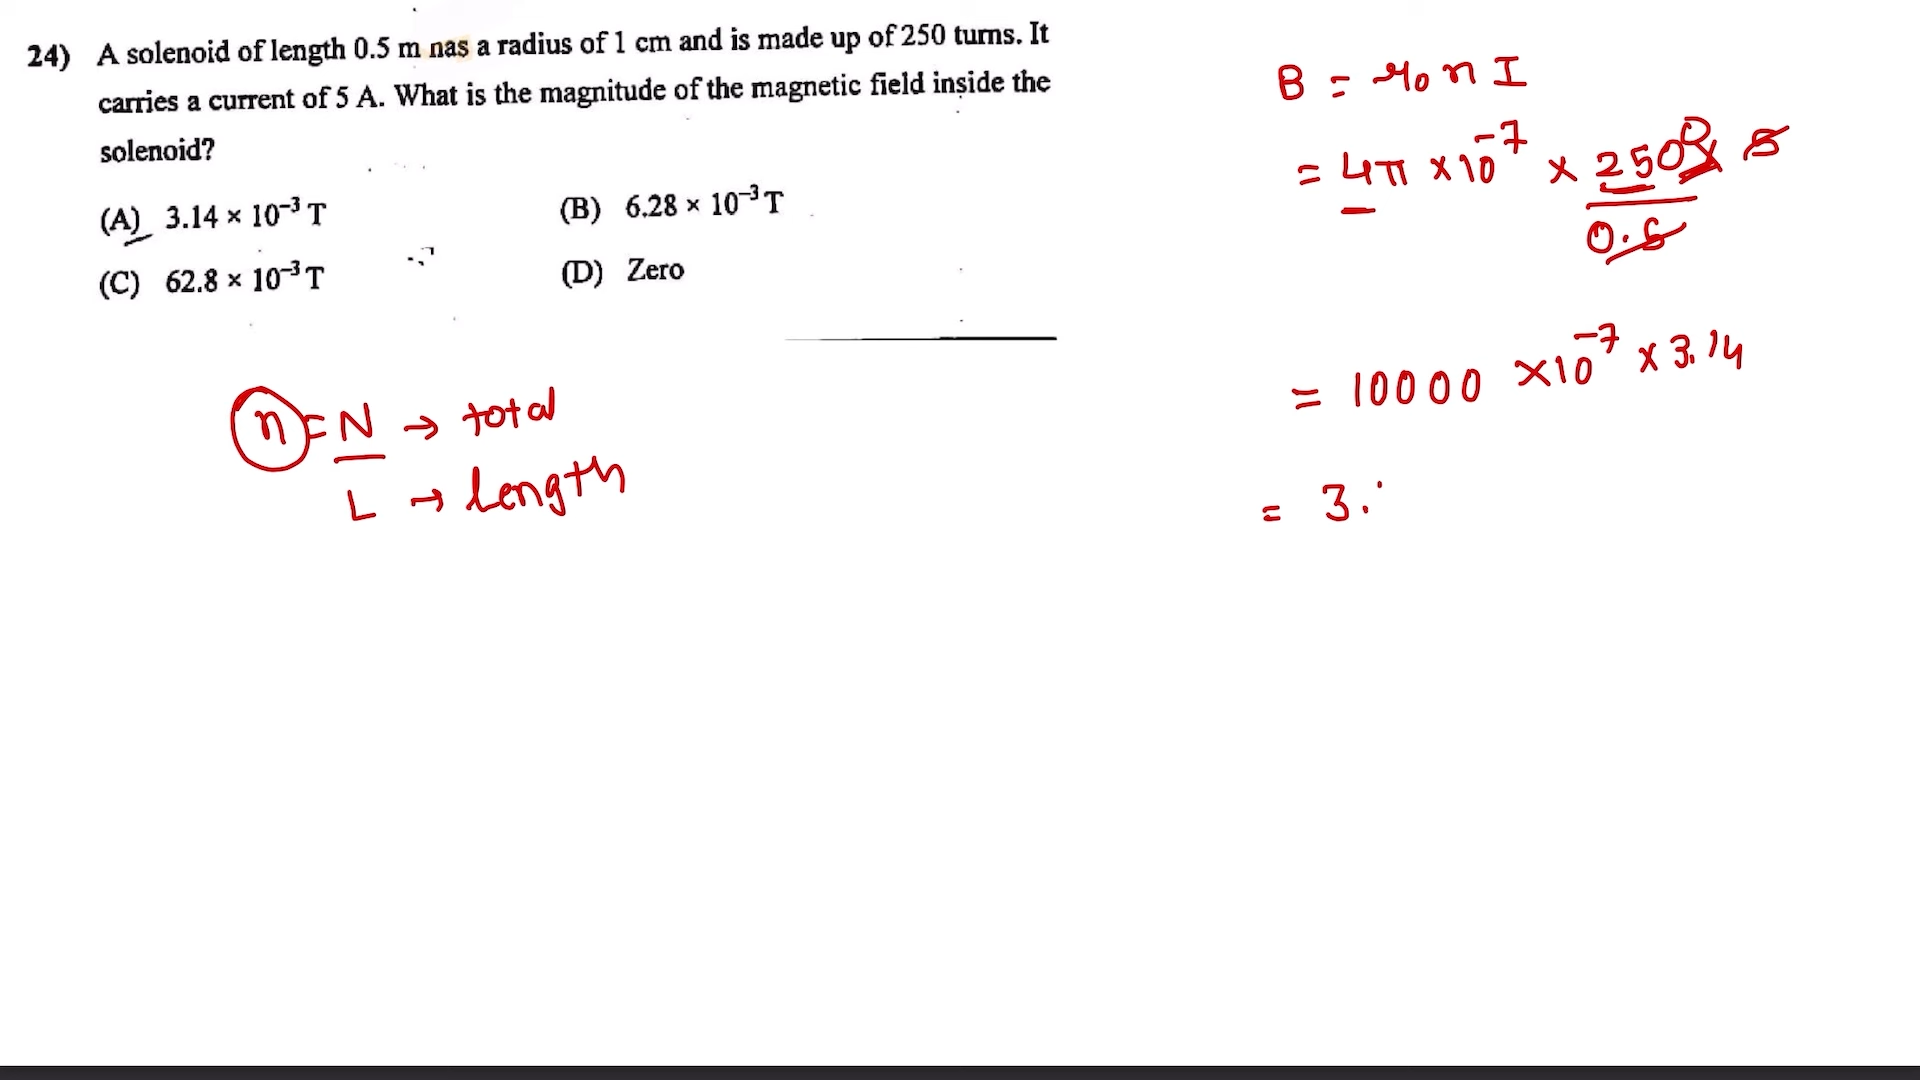 24) A solenoid of length 0.5 m nas a radius of 1 cm and is made up of 250 turns. It
carries a current of 5 A. What is the magnitude of the magnetic field inside the
solenoid?
(A) 3.14 × 10⁻³ T (B) 6.28 × 10⁻³ T
(C) 62.8 × 10⁻³ T (D) Zero
n = N → total
L → length
B = μ₀ n I
= 4π × 10⁻⁷ × 250 × 5
0.5
= 10000 × 10⁻⁷ × 3.14
= 3.